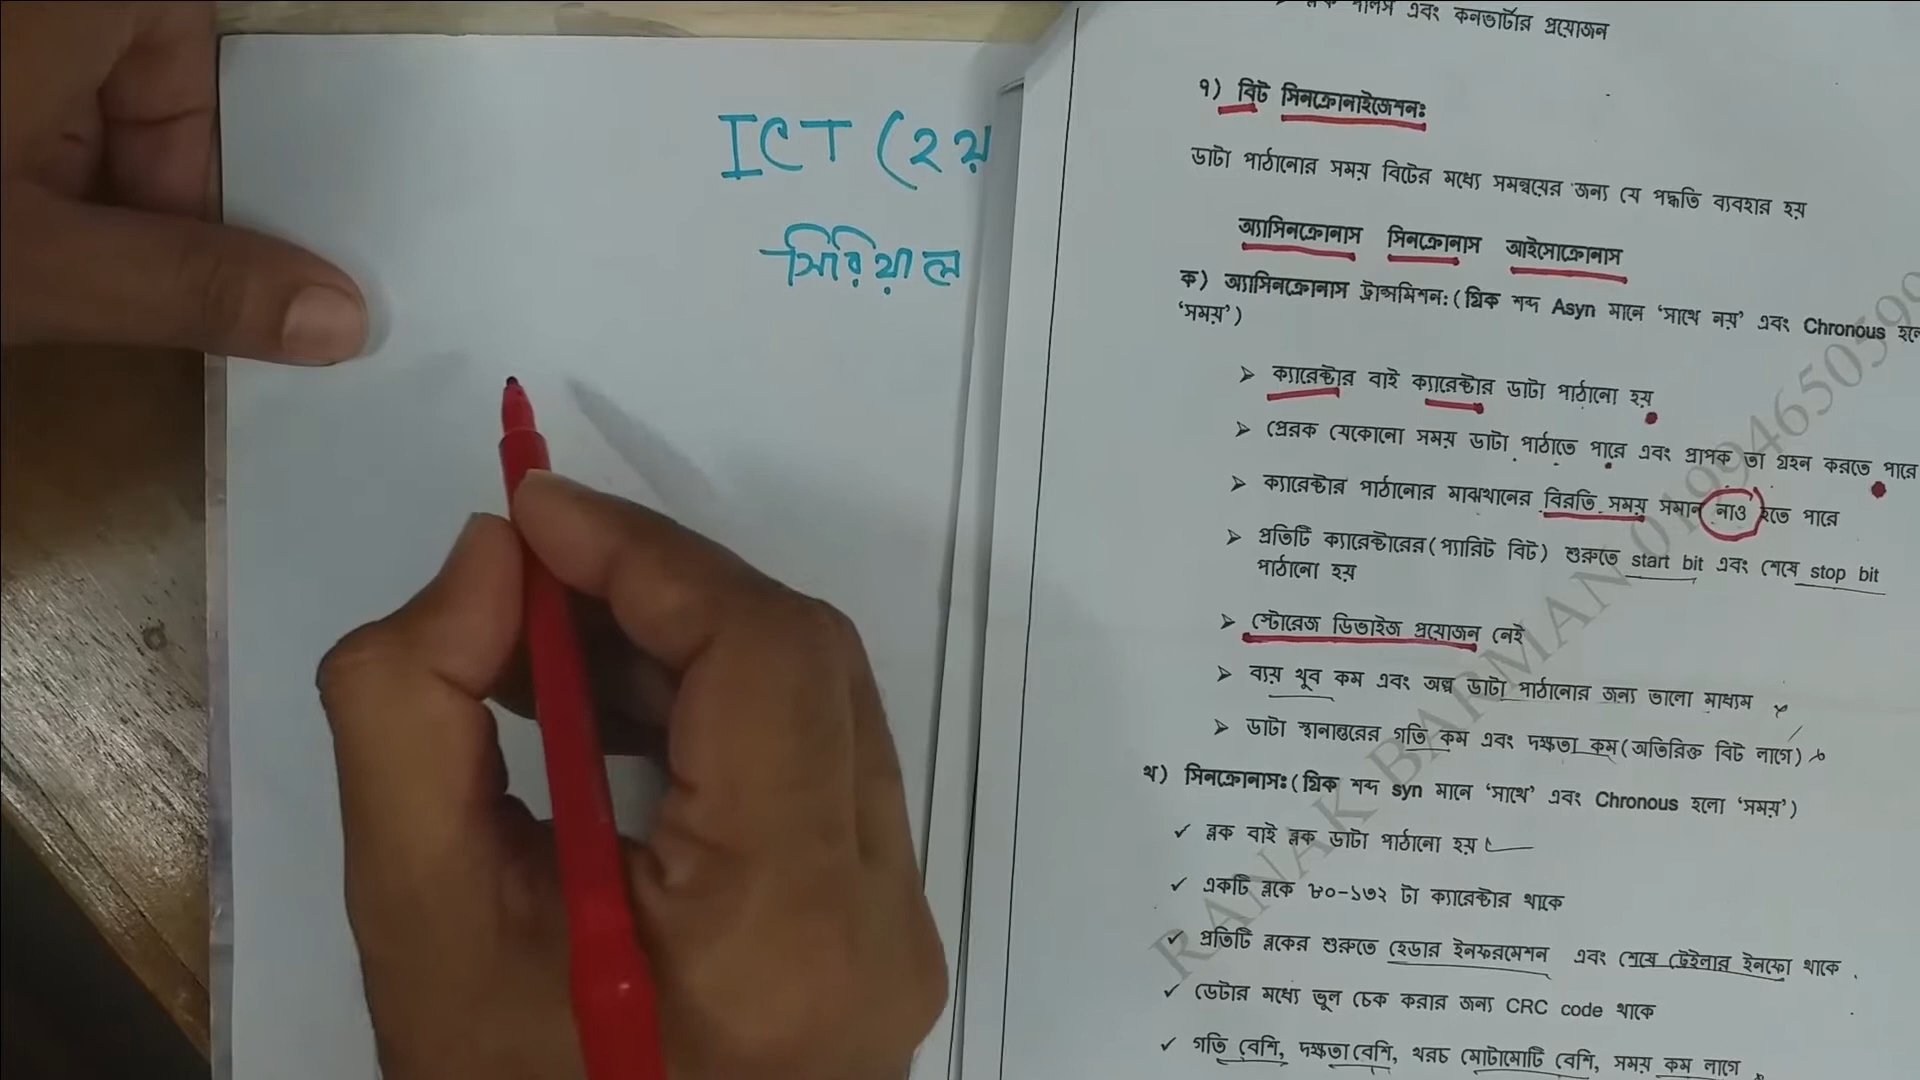 ICT (হয়
সিরিয়াল
পালস এবং কনভার্টার প্রয়োজন
৭) বিট সিনক্রোনাইজেশনঃ
ডাটা পাঠানোর সময় বিটের মধ্যে সমন্বয়ের জন্য যে পদ্ধতি ব্যবহার হয়
অ্যাসিনক্রোনাস সিনক্রোনাস আইসোক্রোনাস
ক) অ্যাসিনক্রোনাস ট্রান্সমিশন: (গ্রিক শব্দ Asyn মানে ‘সাথে নয়’ এবং Chronous হলো
‘সময়’)
➢ ক্যারেক্টার বাই ক্যারেক্টার ডাটা পাঠানো হয়
➢ প্রেরক যেকোনো সময় ডাটা পাঠাতে পারে এবং প্রাপক তা গ্রহন করতে পারে
➢ ক্যারেক্টার পাঠানোর মাঝখানের বিরতি সময় সমান নাও হতে পারে
➢ প্রতিটি ক্যারেক্টারের(প্যারিটি বিট) শুরুতে start bit এবং শেষে stop bit
পাঠানো হয়
➢ স্টোরেজ ডিভাইজ প্রয়োজন নেই
➢ ব্যয় খুব কম এবং অল্প ডাটা পাঠানোর জন্য ভালো মাধ্যম
➢ ডাটা স্থানান্তরের গতি কম এবং দক্ষতা কম(অতিরিক্ত বিট লাগে)
খ) সিনক্রোনাসঃ(গ্রিক শব্দ syn মানে ‘সাথে’ এবং Chronous হলো ‘সময়’)
✓ ব্লক বাই ব্লক ডাটা পাঠানো হয়
✓ একটি ব্লকে ৮০-১৩২ টা ক্যারেক্টার থাকে
✓ প্রতিটি ব্লকের শুরুতে হেডার ইনফরমেশন এবং শেষে ট্রেইলার ইনফো থাকে
✓ ডেটার মধ্যে ভুল চেক করার জন্য CRC code থাকে
✓ গতি বেশি, দক্ষতা বেশি, খরচ মোটামোটি বেশি, সময় কম লাগে
RANAK BARMAN 0199465059